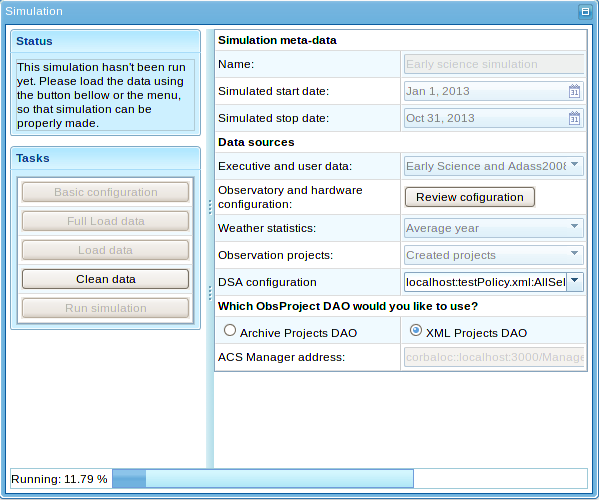 Simulation
Status
This simulation hasn't been run
yet. Please load the data using
the button bellow or the menu,
so that simulation can be
properly made.
Tasks
Basic configuration
Full Load data
Load data
Clean data
Run simulation
Simulation meta-data
Name: Early science simulation
Simulated start date: Jan 1, 2013
Simulated stop date: Oct 31, 2013
Data sources
Executive and user data: Early Science and Adass2008
Observatory and hardware
configuration: Review cofiguration
Weather statistics: Average year
Observation projects: Created projects
DSA configuration localhost:testPolicy.xml:AllSel
Which ObsProject DAO would you like to use?
Archive Projects DAO XML Projects DAO
ACS Manager address: corbaloc::localhost:3000/Manage
Running: 11.79 %